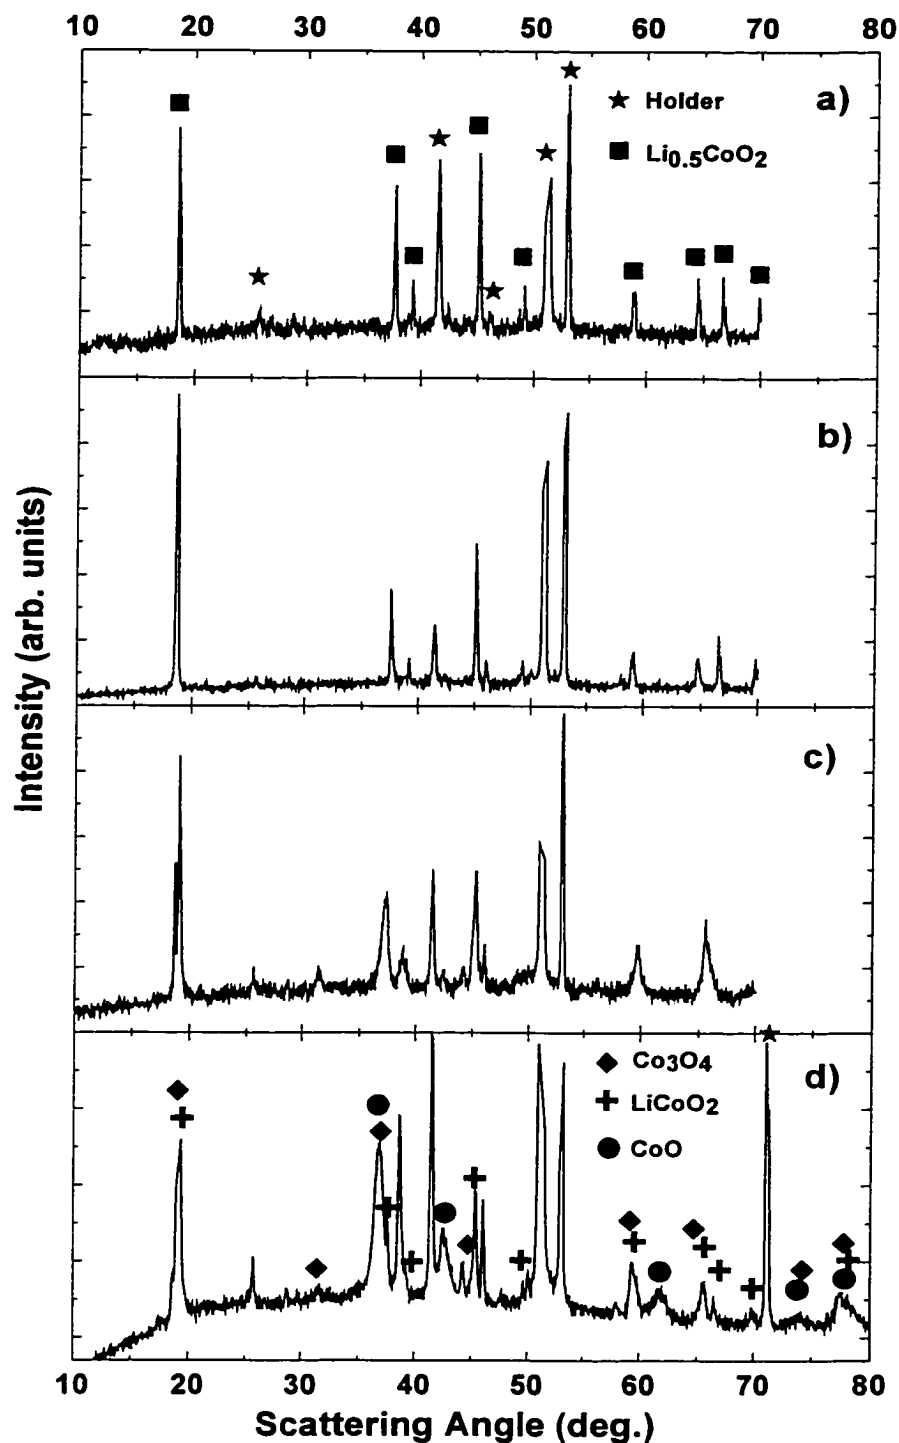 10 20 30 40 50 60 70 80
a)
Holder
Li0.5CoO2
b)
Intensity (arb. units)
c)
d)
Co3O4
LiCoO2
CoO
10 20 30 40 50 60 70 80
Scattering Angle (deg.)